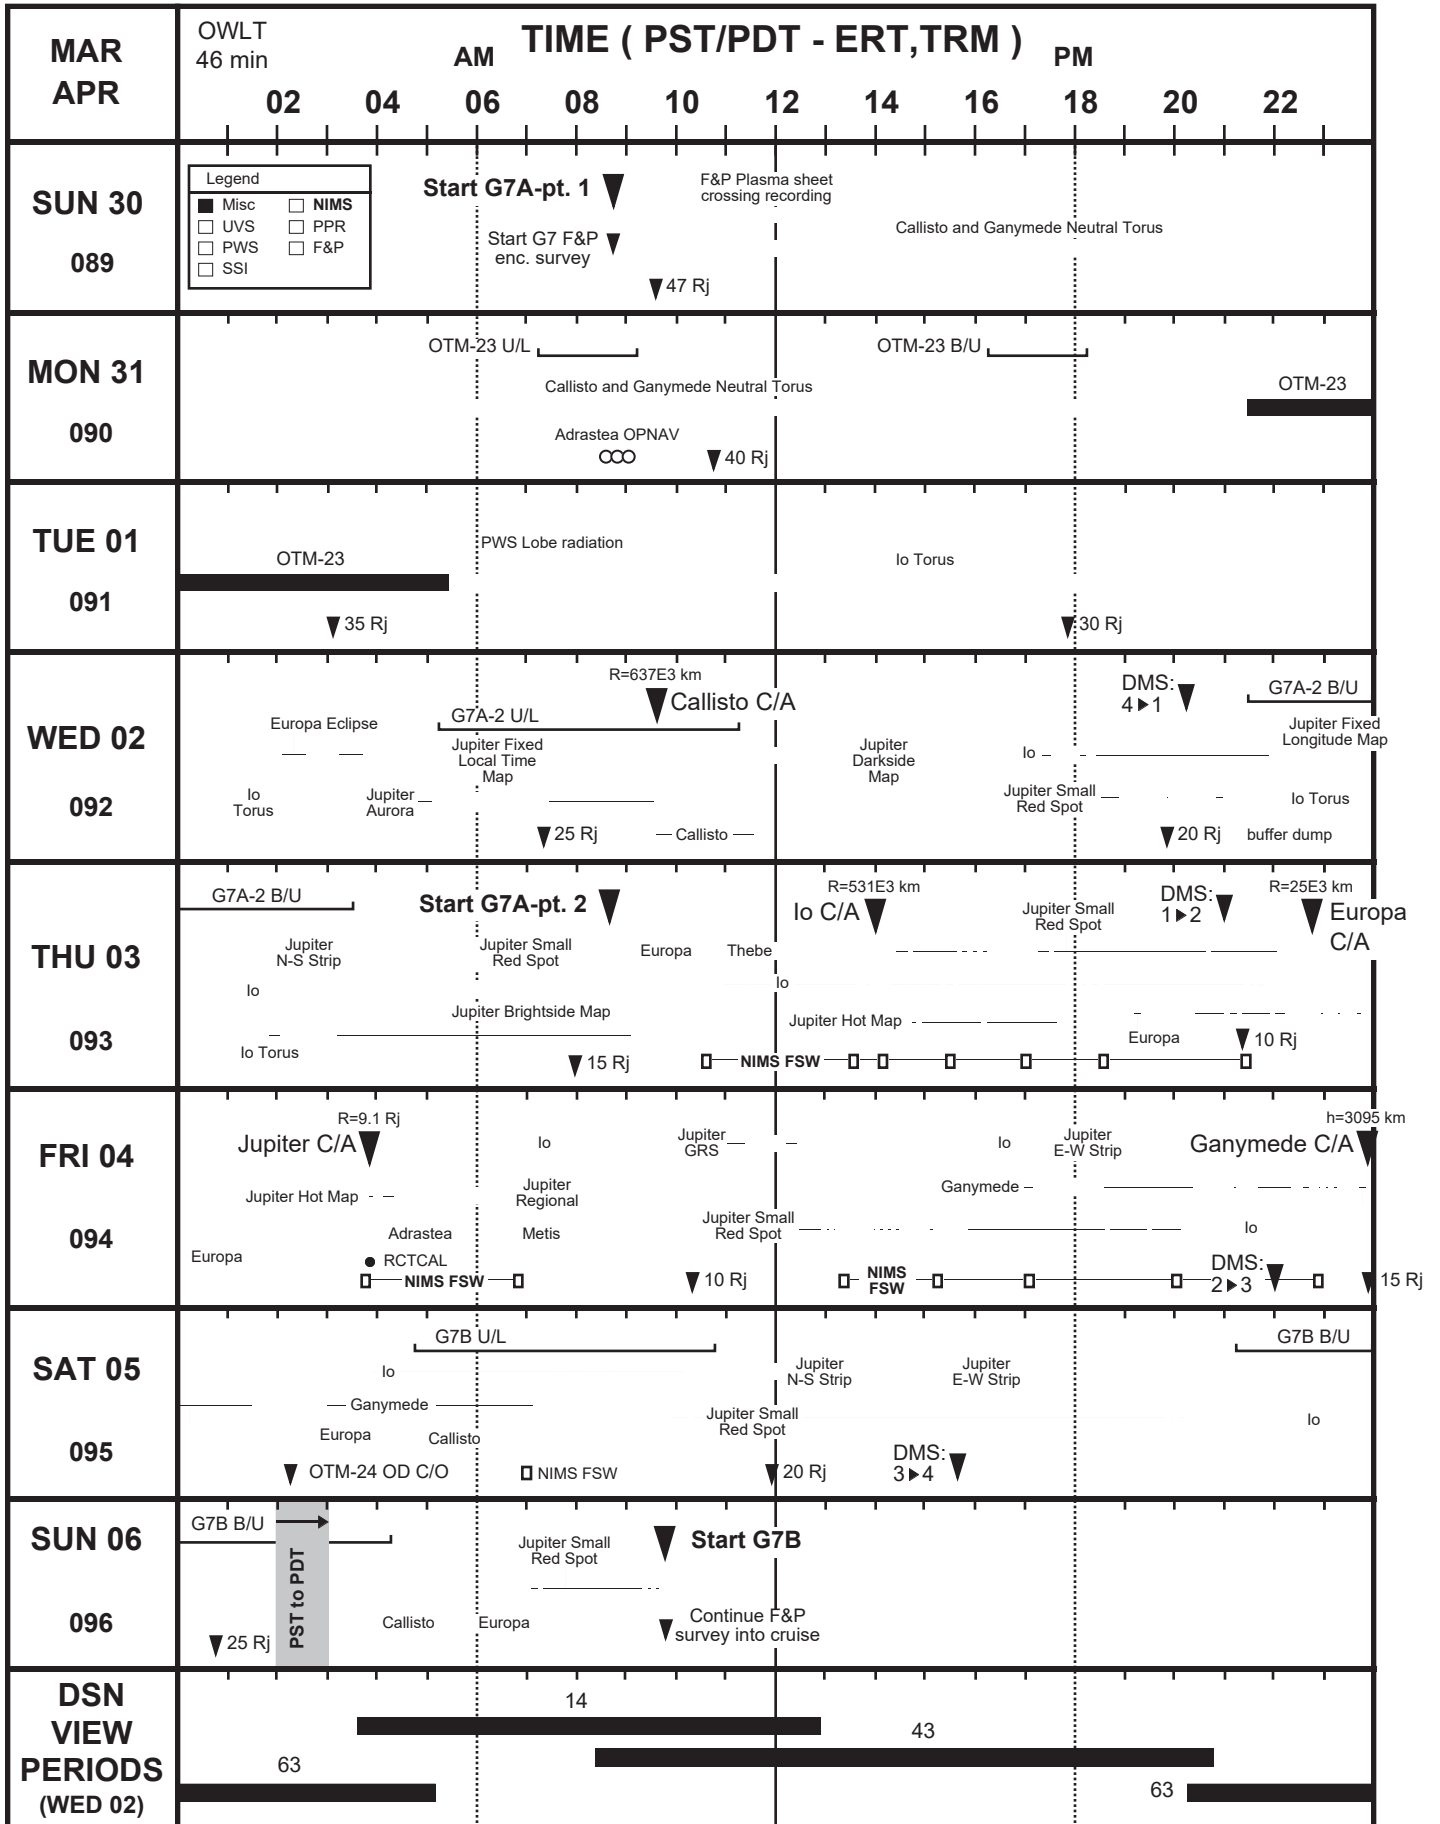 MAR
APR
OWLT
46 min
TIME ( PST/PDT - ERT,TRM )
AM
PM
02 04 06 08 10 12 14 16 18 20 22
SUN 30
089
Legend
Misc
NIMS
UVS
PPR
PWS
F&P
SSI
Start G7A-pt. 1
F&P Plasma sheet
crossing recording
Callisto and Ganymede Neutral Torus
Start G7 F&P
enc. survey
47 Rj
MON 31
090
OTM-23 U/L
OTM-23 B/U
Callisto and Ganymede Neutral Torus
OTM-23
Adrastea OPNAV
40 Rj
TUE 01
091
OTM-23
PWS Lobe radiation
Io Torus
35 Rj
30 Rj
WED 02
092
R=637E3 km
Callisto C/A
DMS:
4 ▶ 1
G7A-2 B/U
Europa Eclipse
G7A-2 U/L
Jupiter Fixed
Local Time
Map
Jupiter
Darkside
Map
Io
Jupiter Fixed
Longitude Map
Io
Torus
Jupiter
Aurora
Jupiter Small
Red Spot
Io Torus
25 Rj
Callisto
20 Rj
buffer dump
THU 03
093
G7A-2 B/U
Start G7A-pt. 2
R=531E3 km
Io C/A
Jupiter Small
Red Spot
DMS:
1 ▶ 2
R=25E3 km
Europa
C/A
Jupiter
N-S Strip
Jupiter Small
Red Spot
Europa
Thebe
Io
Io
Jupiter Brightside Map
Jupiter Hot Map
Europa
10 Rj
Io Torus
15 Rj
NIMS FSW
FRI 04
094
R=9.1 Rj
Jupiter C/A
Io
Jupiter
GRS
Io
Jupiter
E-W Strip
h=3095 km
Ganymede C/A
Jupiter Hot Map
Jupiter
Regional
Ganymede
Adrastea
Metis
Jupiter Small
Red Spot
Io
Europa
RCTCAL
NIMS FSW
10 Rj
NIMS
FSW
DMS:
2 ▶ 3
15 Rj
SAT 05
095
G7B U/L
G7B B/U
Io
Jupiter
N-S Strip
Jupiter
E-W Strip
Ganymede
Europa
Callisto
Jupiter Small
Red Spot
Io
OTM-24 OD C/O
NIMS FSW
20 Rj
DMS:
3 ▶ 4
SUN 06
096
G7B B/U
PST to PDT
Jupiter Small
Red Spot
Start G7B
Callisto
Europa
Continue F&P
survey into cruise
25 Rj
DSN
VIEW
PERIODS
(WED 02)
14
43
63
63